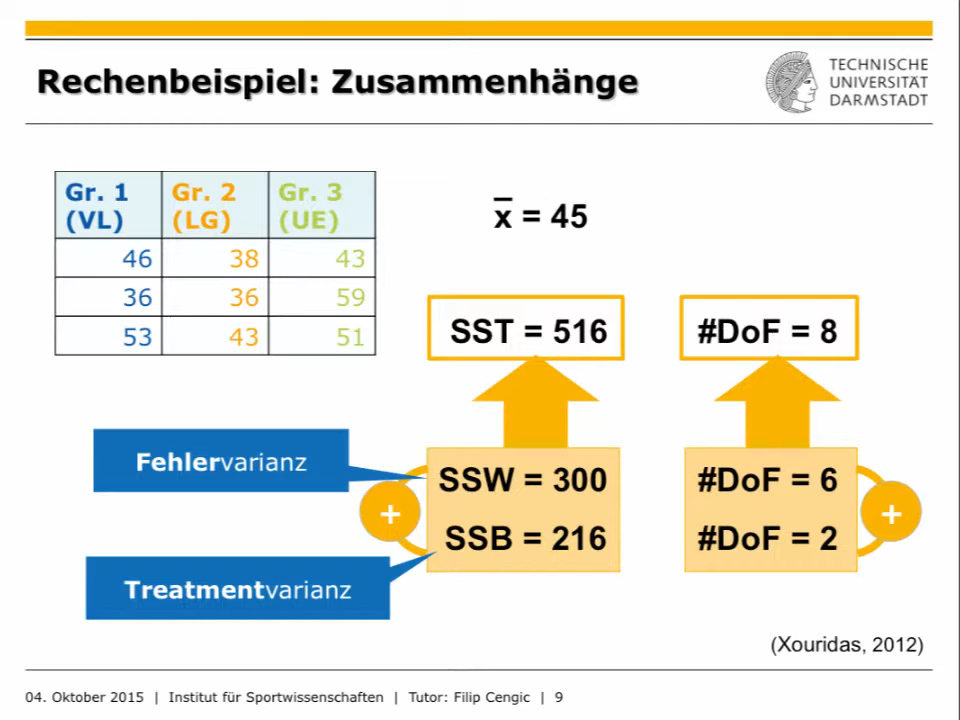 Rechenbeispiel: Zusammenhänge
TECHNISCHE
UNIVERSITÄT
DARMSTADT
Gr. 1 Gr. 2 Gr. 3
(VL) (LG) (UE)
46 38 43
36 36 59
53 43 51
x̅ = 45
SST = 516 #DoF = 8
Fehlervarianz
SSW = 300 #DoF = 6
+ +
SSB = 216 #DoF = 2
Treatmentvarianz
(Xouridas, 2012)
04. Oktober 2015 | Institut für Sportwissenschaften | Tutor: Filip Cengic | 9